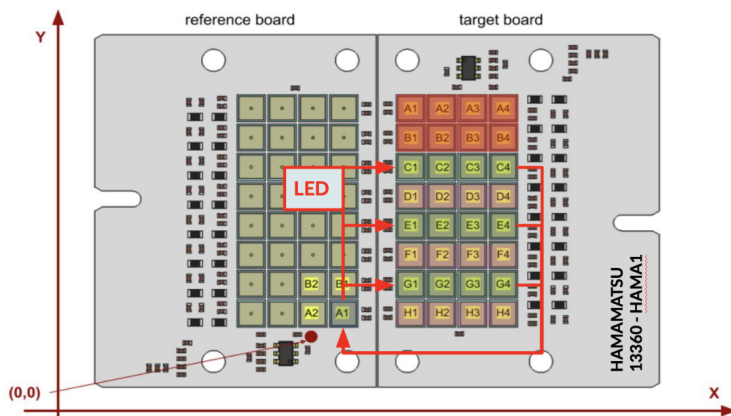 reference board
target board
Y
A1 A2 A3 A4
B1 B2 B3 B4
LED
C1 C2 C3 C4
D1 D2 D3 D4
E1 E2 E3 E4
F1 F2 F3 F4
B2 B1
G1 G2 G3 G4
A2 A1
H1 H2 H3 H4
HAMAMATSU
13360 - HAMA1
(0,0)
X